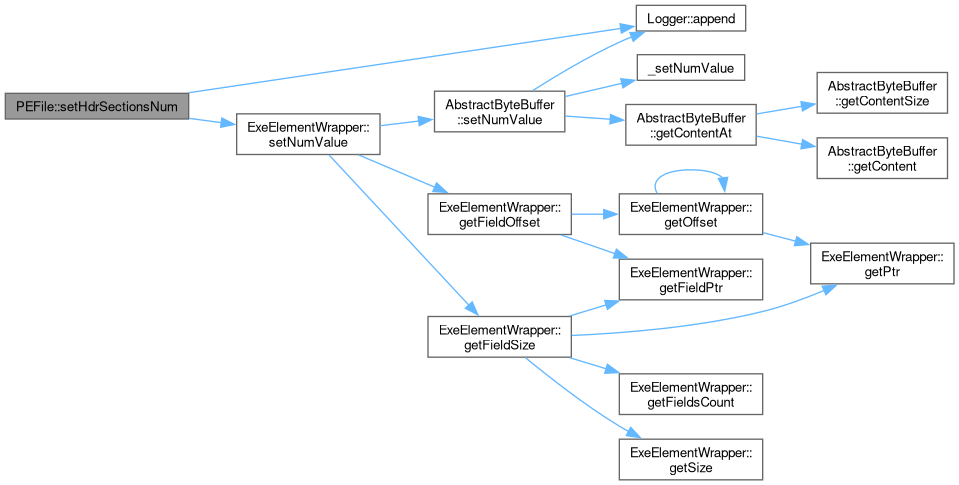 PEFile::setHdrSectionsNum
ExeElementWrapper::
setNumValue
AbstractByteBuffer
::setNumValue
ExeElementWrapper::
getFieldOffset
ExeElementWrapper::
getFieldSize
Logger::append
_setNumValue
AbstractByteBuffer
::getContentAt
ExeElementWrapper::
getOffset
ExeElementWrapper::
getFieldPtr
ExeElementWrapper::
getFieldsCount
ExeElementWrapper::
getSize
AbstractByteBuffer
::getContentSize
AbstractByteBuffer
::getContent
ExeElementWrapper::
getPtr